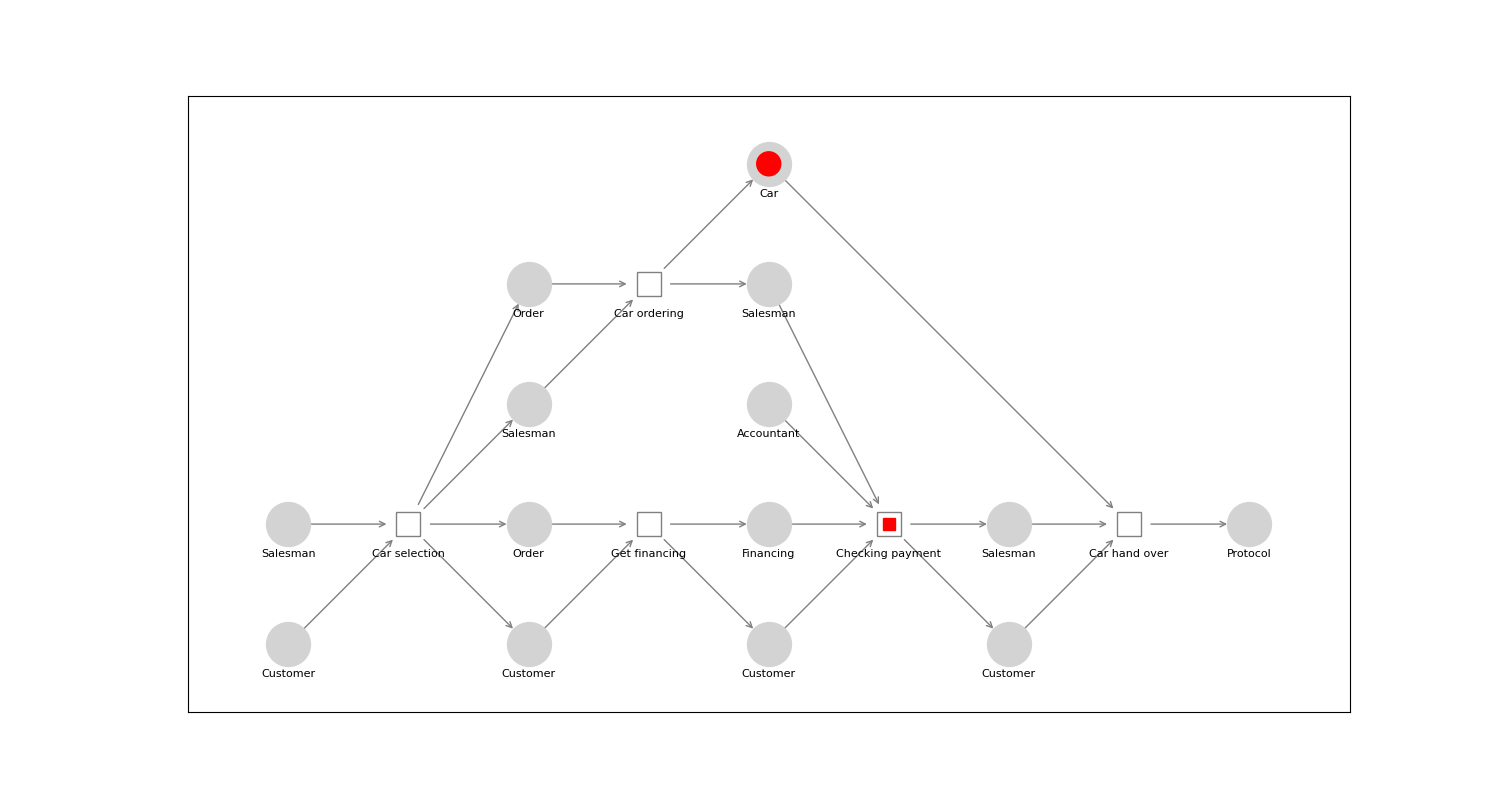 Car
Order
Car ordering
Salesman
Salesman
Accountant
Salesman
Car selection
Order
Get financing
Financing
Checking payment
Salesman
Car hand over
Protocol
Customer
Customer
Customer
Customer